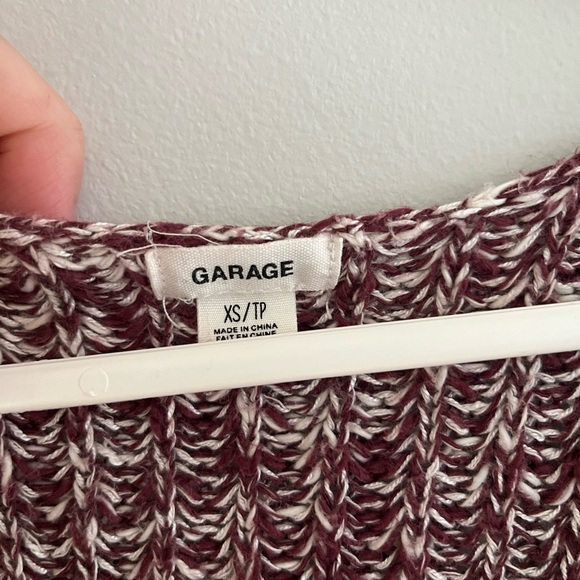 GARAGE
XS/TP
MADE IN CHINA
FAIT EN CHINE